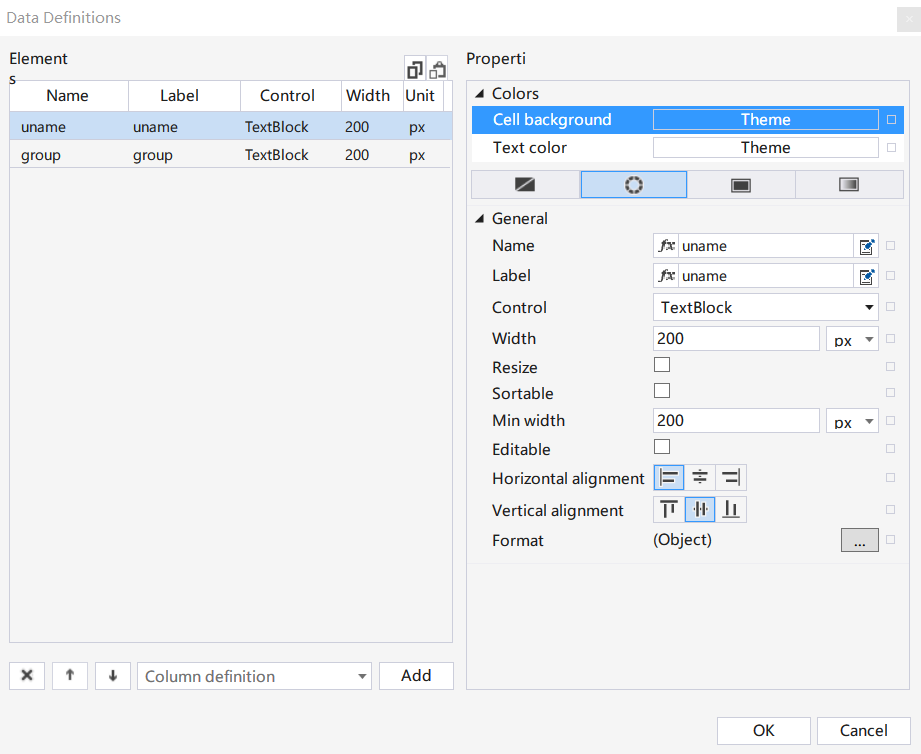 Data Definitions
Element
s
Properti
Name Label Control Width Unit
uname uname TextBlock 200 px
group group TextBlock 200 px
Colors
Cell background Theme
Text color Theme
General
Name fx uname
Label fx uname
Control TextBlock
Width 200 px
Resize
Sortable
Min width 200 px
Editable
Horizontal alignment
Vertical alignment
Format (Object) ...
Column definition Add
OK Cancel